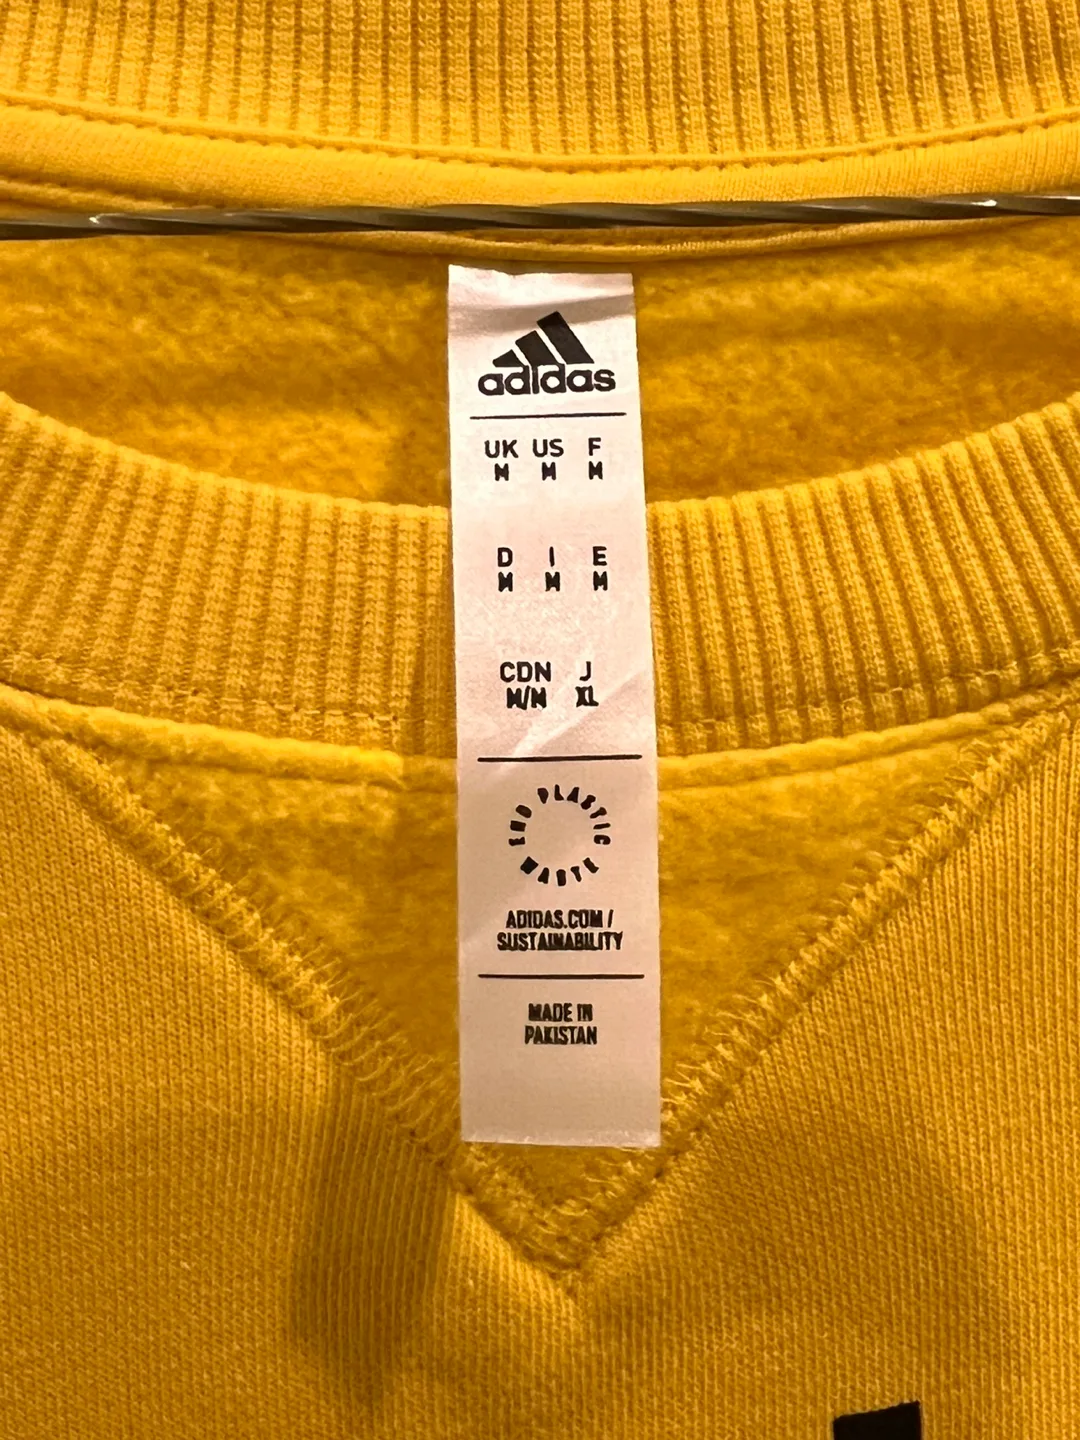 adidas
UK US F
M M M
D I E
M M M
CDN J
M/M XL
END PLASTIC WASTE
ADIDAS.COM /
SUSTAINABILITY
MADE IN
PAKISTAN